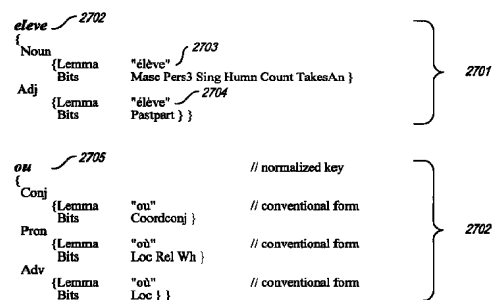 eleve 2702
{
Noun
{Lemma "élève" 2703
Bits Masc Pers3 Sing Humn Count TakesAn }
2701
Adj
{Lemma "élève" 2704
Bits Pastpart } }
ou 2705 // normalized key
{
Conj
{Lemma "ou" // conventional form
Bits Coordconj }
Pron
{Lemma "où" // conventional form
2702
Bits Loc Rel Wh }
Adv
{Lemma "où" // conventional form
Bits Loc } }